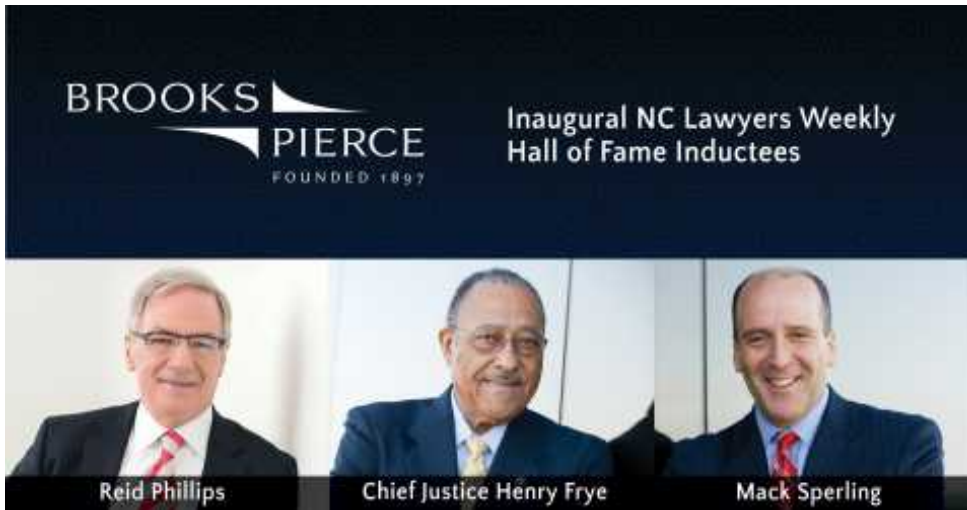 BROOKS
PIERCE
FOUNDED 1897
Inaugural NC Lawyers Weekly
Hall of Fame Inductees
Reid Phillips
Chief Justice Henry Frye
Mack Sperling